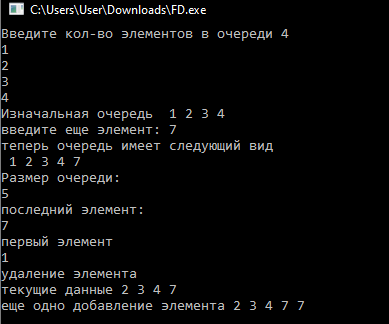 C:\Users\User\Downloads\FD.exe
Введите кол-во элементов в очереди 4
1
2
3
4
Изначальная очередь  1 2 3 4
введите еще элемент: 7
теперь очередь имеет следующий вид
 1 2 3 4 7
Размер очереди:
5
последний элемент:
7
первый элемент
1
удаление элемента
текущие данные 2 3 4 7
еще одно добавление элемента 2 3 4 7 7